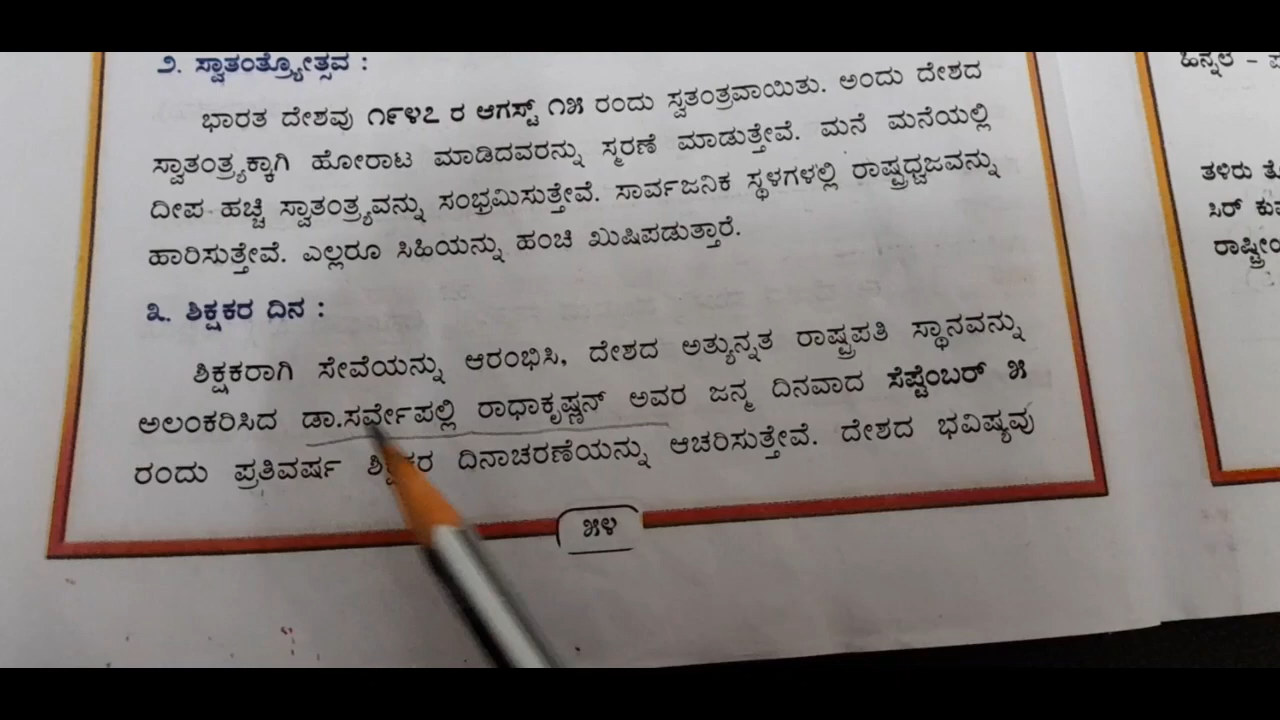 ೨. ಸ್ವಾತಂತ್ರ್ಯೋತ್ಸವ :
ಭಾರತ ದೇಶವು ೧೯೪೭ ರ ಆಗಸ್ಟ್ ೧೫ ರಂದು ಸ್ವತಂತ್ರವಾಯಿತು. ಅಂದು ದೇಶದ
ಸ್ವಾತಂತ್ರ್ಯಕ್ಕಾಗಿ ಹೋರಾಟ ಮಾಡಿದವರನ್ನು ಸ್ಮರಣೆ ಮಾಡುತ್ತೇವೆ. ಮನೆ ಮನೆಯಲ್ಲಿ
ದೀಪ ಹಚ್ಚಿ ಸ್ವಾತಂತ್ರ್ಯವನ್ನು ಸಂಭ್ರಮಿಸುತ್ತೇವೆ. ಸಾರ್ವಜನಿಕ ಸ್ಥಳಗಳಲ್ಲಿ ರಾಷ್ಟ್ರಧ್ವಜವನ್ನು
ಹಾರಿಸುತ್ತೇವೆ. ಎಲ್ಲರೂ ಸಿಹಿಯನ್ನು ಹಂಚಿ ಖುಷಿಪಡುತ್ತಾರೆ.
೩. ಶಿಕ್ಷಕರ ದಿನ :
ಶಿಕ್ಷಕರಾಗಿ ಸೇವೆಯನ್ನು ಆರಂಭಿಸಿ, ದೇಶದ ಅತ್ಯುನ್ನತ ರಾಷ್ಟ್ರಪತಿ ಸ್ಥಾನವನ್ನು
ಅಲಂಕರಿಸಿದ ಡಾ.ಸರ್ವೇಪಲ್ಲಿ ರಾಧಾಕೃಷ್ಣನ್ ಅವರ ಜನ್ಮ ದಿನವಾದ ಸೆಪ್ಟೆಂಬರ್ ೫
ರಂದು ಪ್ರತಿವರ್ಷ ಶಿಕ್ಷಕರ ದಿನಾಚರಣೆಯನ್ನು ಆಚರಿಸುತ್ತೇವೆ. ದೇಶದ ಭವಿಷ್ಯವು
೫೪
ತಳಿರು
ಸಿರ್